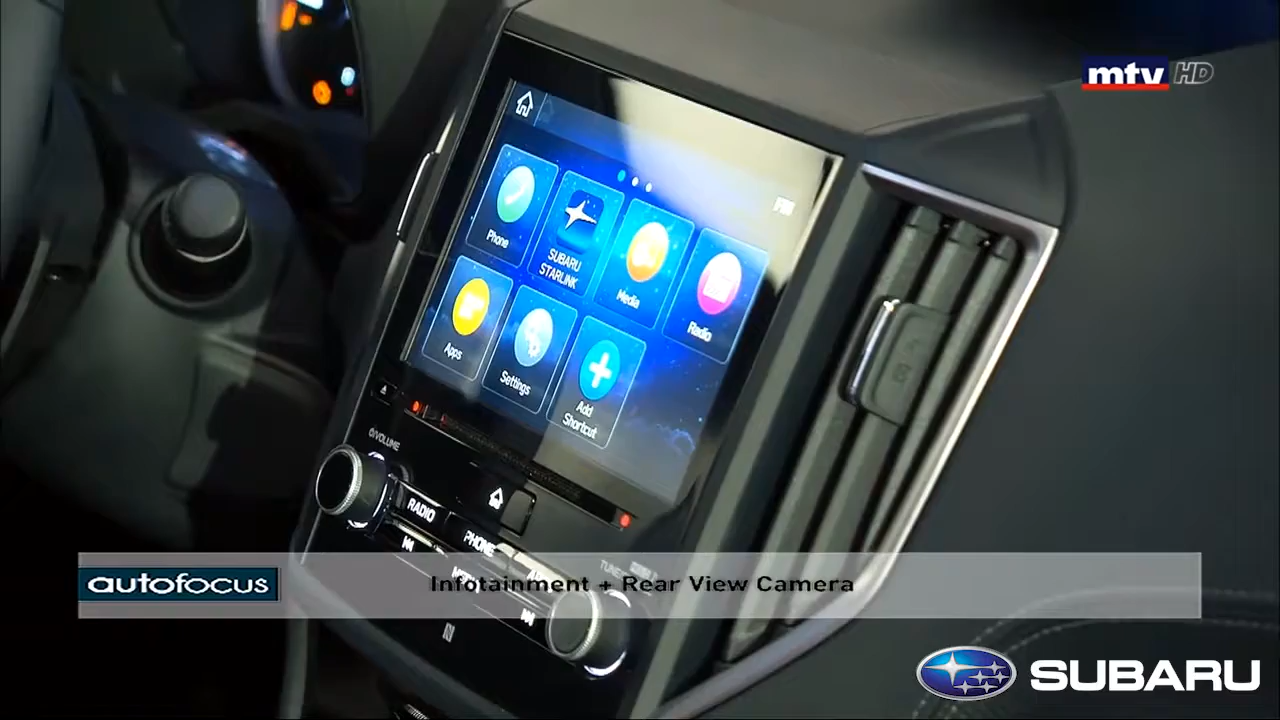 mtv HD
Phone
SUBARU
STARLINK
Media
Radio
Apps
Settings
Add
Shortcut
VOLUME
RADIO
PHONE
TUNE
autofocus
Infotainment + Rear View Camera
SUBARU